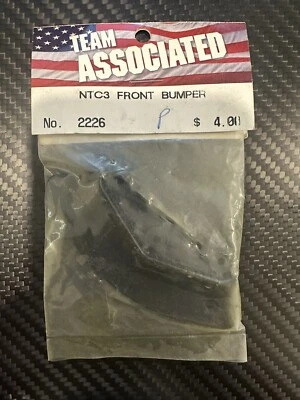 TEAM
ASSOCIATED
NTC3 FRONT BUMPER
No. 2226 P $ 4.00